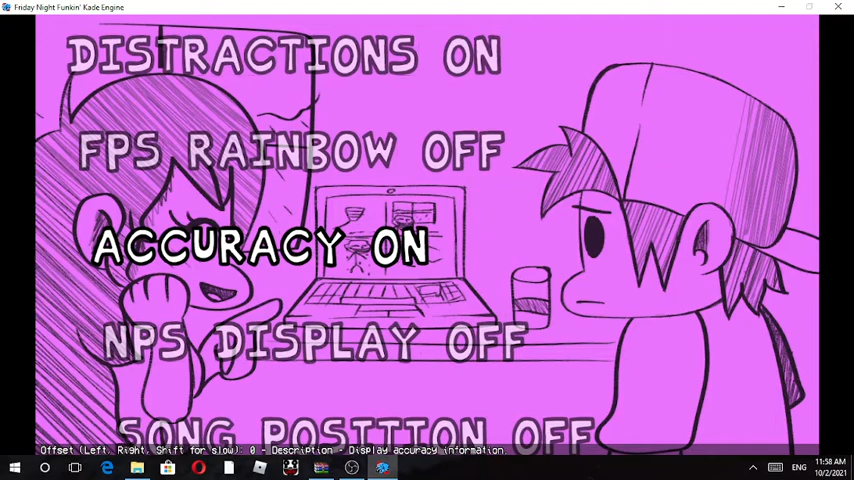 Friday Night Funkin' Kade Engine
DISTRACTIONS ON
FPS RAINBOW OFF
ACCURACY ON
NPS DISPLAY OFF
SONG POSITION OFF
Offset (Left, Right, Shift for slow): 0 - Description - Display accuracy information.
ENG
11:58 AM
10/2/2021